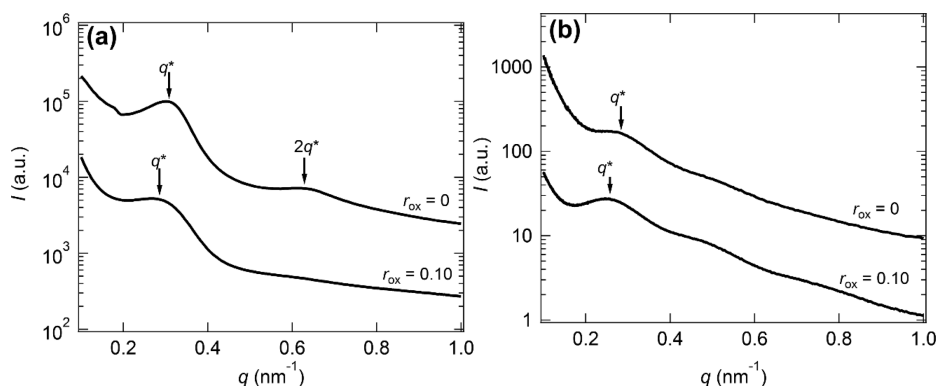 (a)
10^6
10^5
10^4
10^3
10^2
I (a.u.)
q*
2q*
q*
r_ox = 0
r_ox = 0.10
0.2 0.4 0.6 0.8 1.0
q (nm^-1)
(b)
1000
100
10
1
I (a.u.)
q*
q*
r_ox = 0
r_ox = 0.10
0.2 0.4 0.6 0.8 1.0
q (nm^-1)